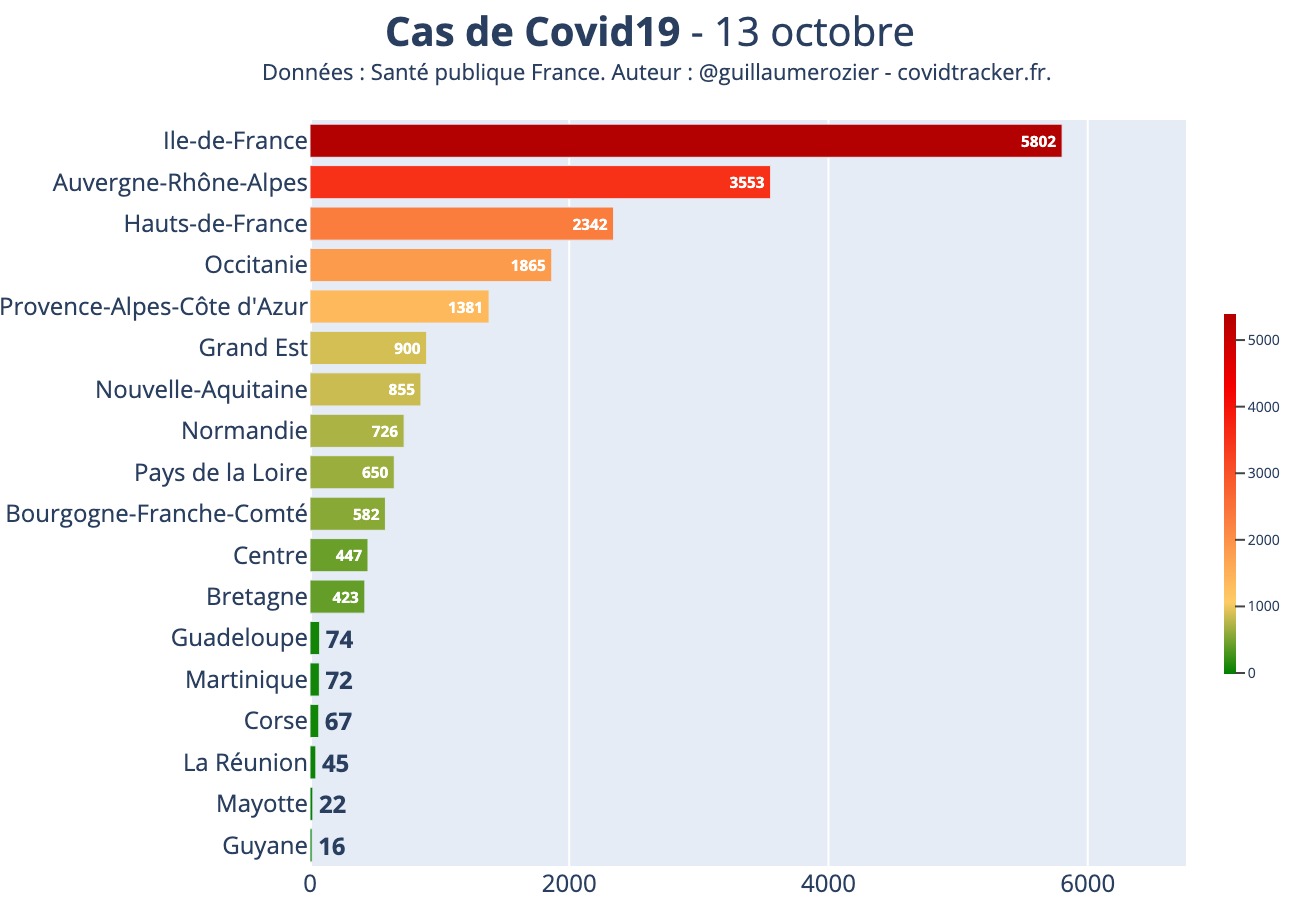 Cas de Covid19 - 13 octobre
Données : Santé publique France. Auteur : @guillaumerozier - covidtracker.fr.
Ile-de-France 5802
Auvergne-Rhône-Alpes 3553
Hauts-de-France 2342
Occitanie 1865
Provence-Alpes-Côte d'Azur 1381
Grand Est 900
Nouvelle-Aquitaine 855
Normandie 726
Pays de la Loire 650
Bourgogne-Franche-Comté 582
Centre 447
Bretagne 423
Guadeloupe 74
Martinique 72
Corse 67
La Réunion 45
Mayotte 22
Guyane 16
0 2000 4000 6000
5000
4000
3000
2000
1000
0